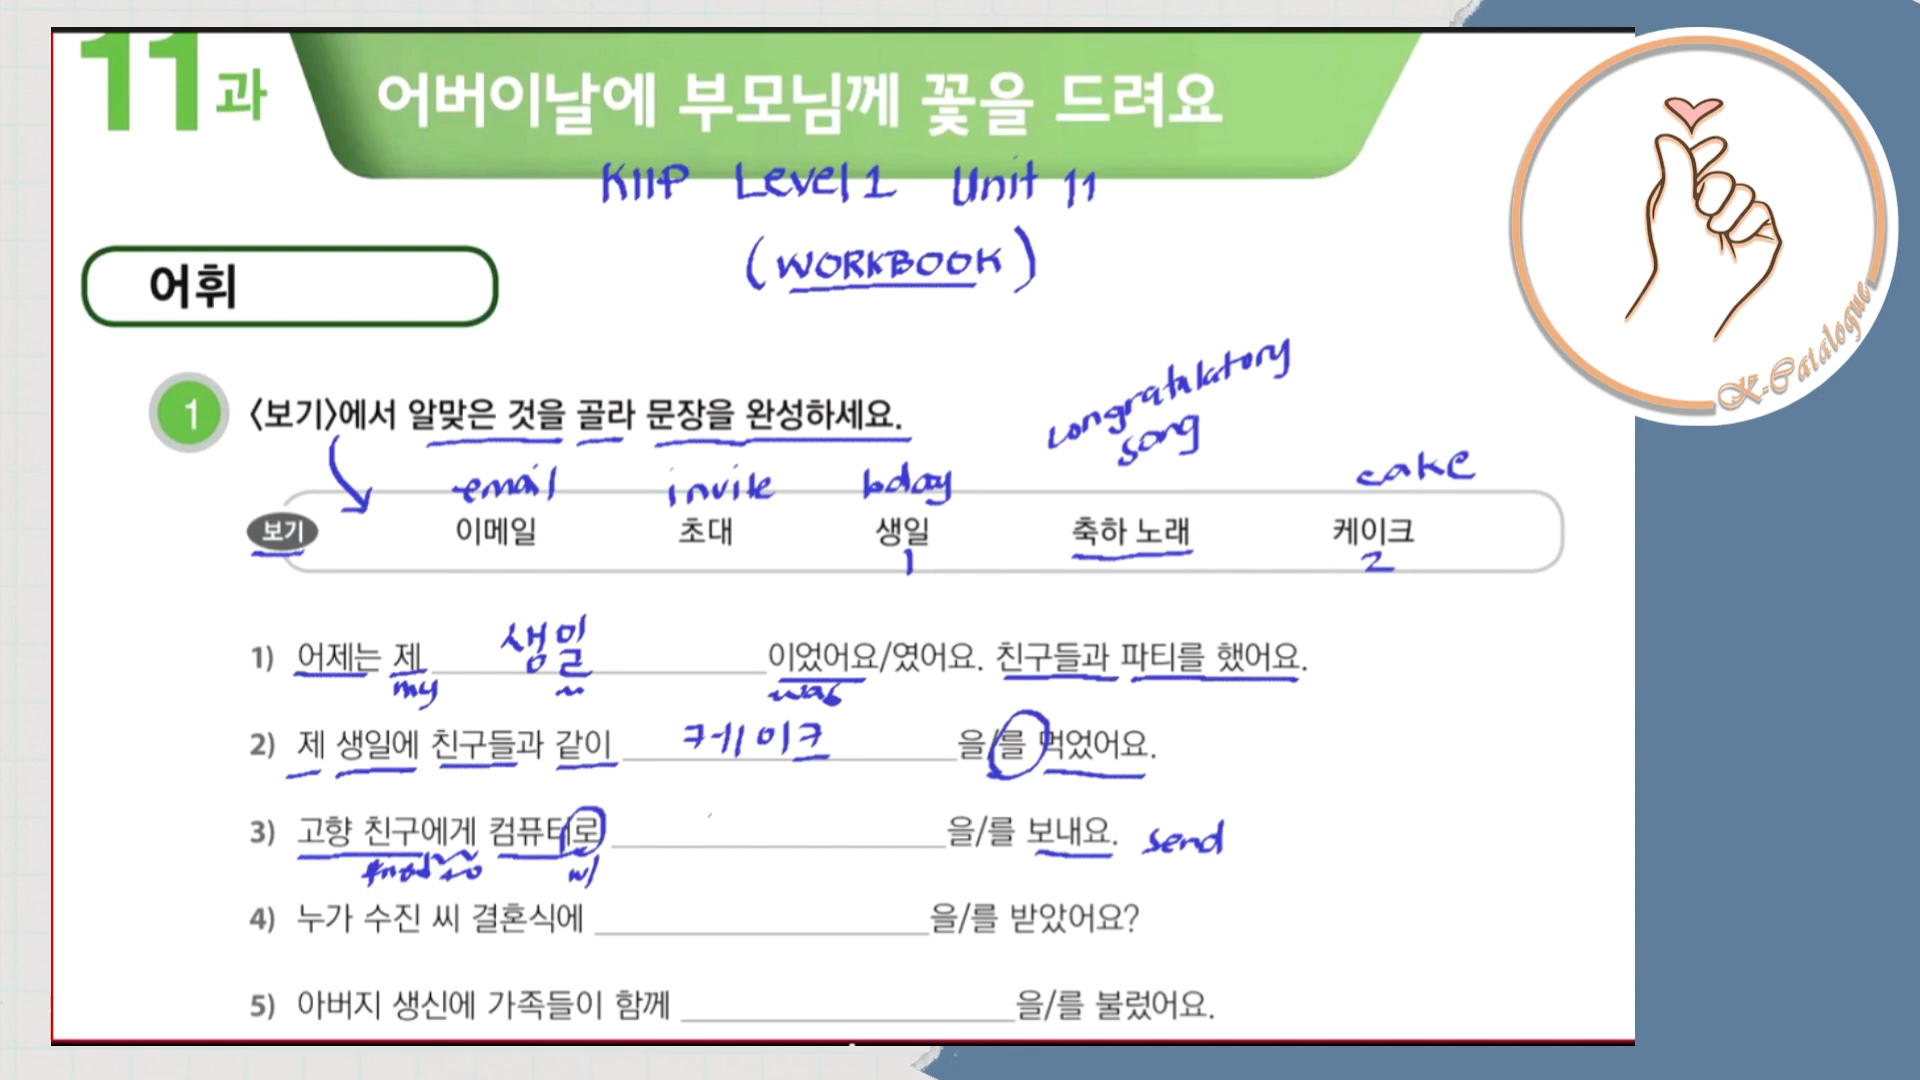 11과 어버이날에 부모님께 꽃을 드려요
KIIP Level 1 Unit 11
(WORKBOOK)
어휘
K-Catalogue
1 〈보기〉에서 알맞은 것을 골라 문장을 완성하세요.
congratulatory
song
email invite bday cake
보기 이메일 초대 생일 축하 노래 케이크
1 2
1) 어제는 제 생일 이었어요/였어요. 친구들과 파티를 했어요.
my was
2) 제 생일에 친구들과 같이 케이크 을/를 먹었어요.
3) 고향 친구에게 컴퓨터로 을/를 보내요. send
to w/
4) 누가 수진 씨 결혼식에 을/를 받았어요?
5) 아버지 생신에 가족들이 함께 을/를 불렀어요.